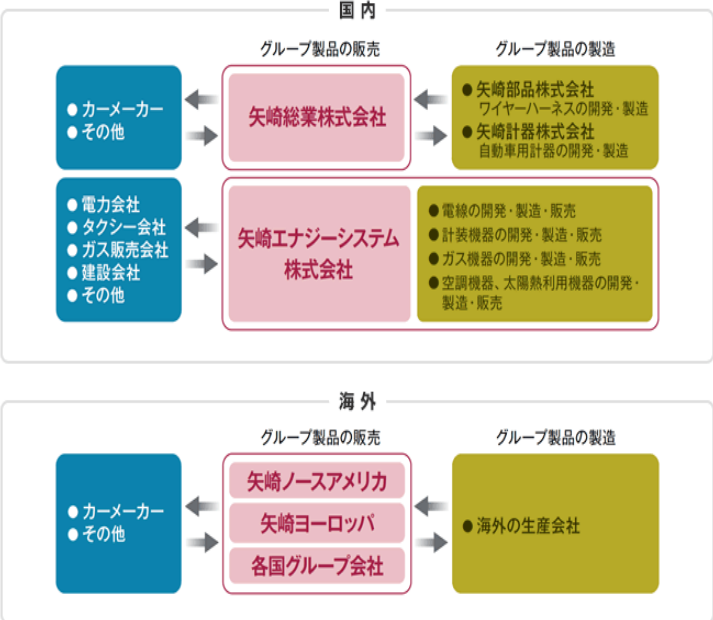 国内
グループ製品の販売
グループ製品の製造
● カーメーカー
● その他
矢崎総業株式会社
● 矢崎部品株式会社
ワイヤーハーネスの開発・製造
● 矢崎計器株式会社
自動車用計器の開発・製造
● 電力会社
● タクシー会社
● ガス販売会社
● 建設会社
● その他
矢崎エナジーシステム
株式会社
● 電線の開発・製造・販売
● 計装機器の開発・製造・販売
● ガス機器の開発・製造・販売
● 空調機器、太陽熱利用機器の開発・
製造・販売
海外
グループ製品の販売
グループ製品の製造
● カーメーカー
● その他
矢崎ノースアメリカ
矢崎ヨーロッパ
各国グループ会社
● 海外の生産会社